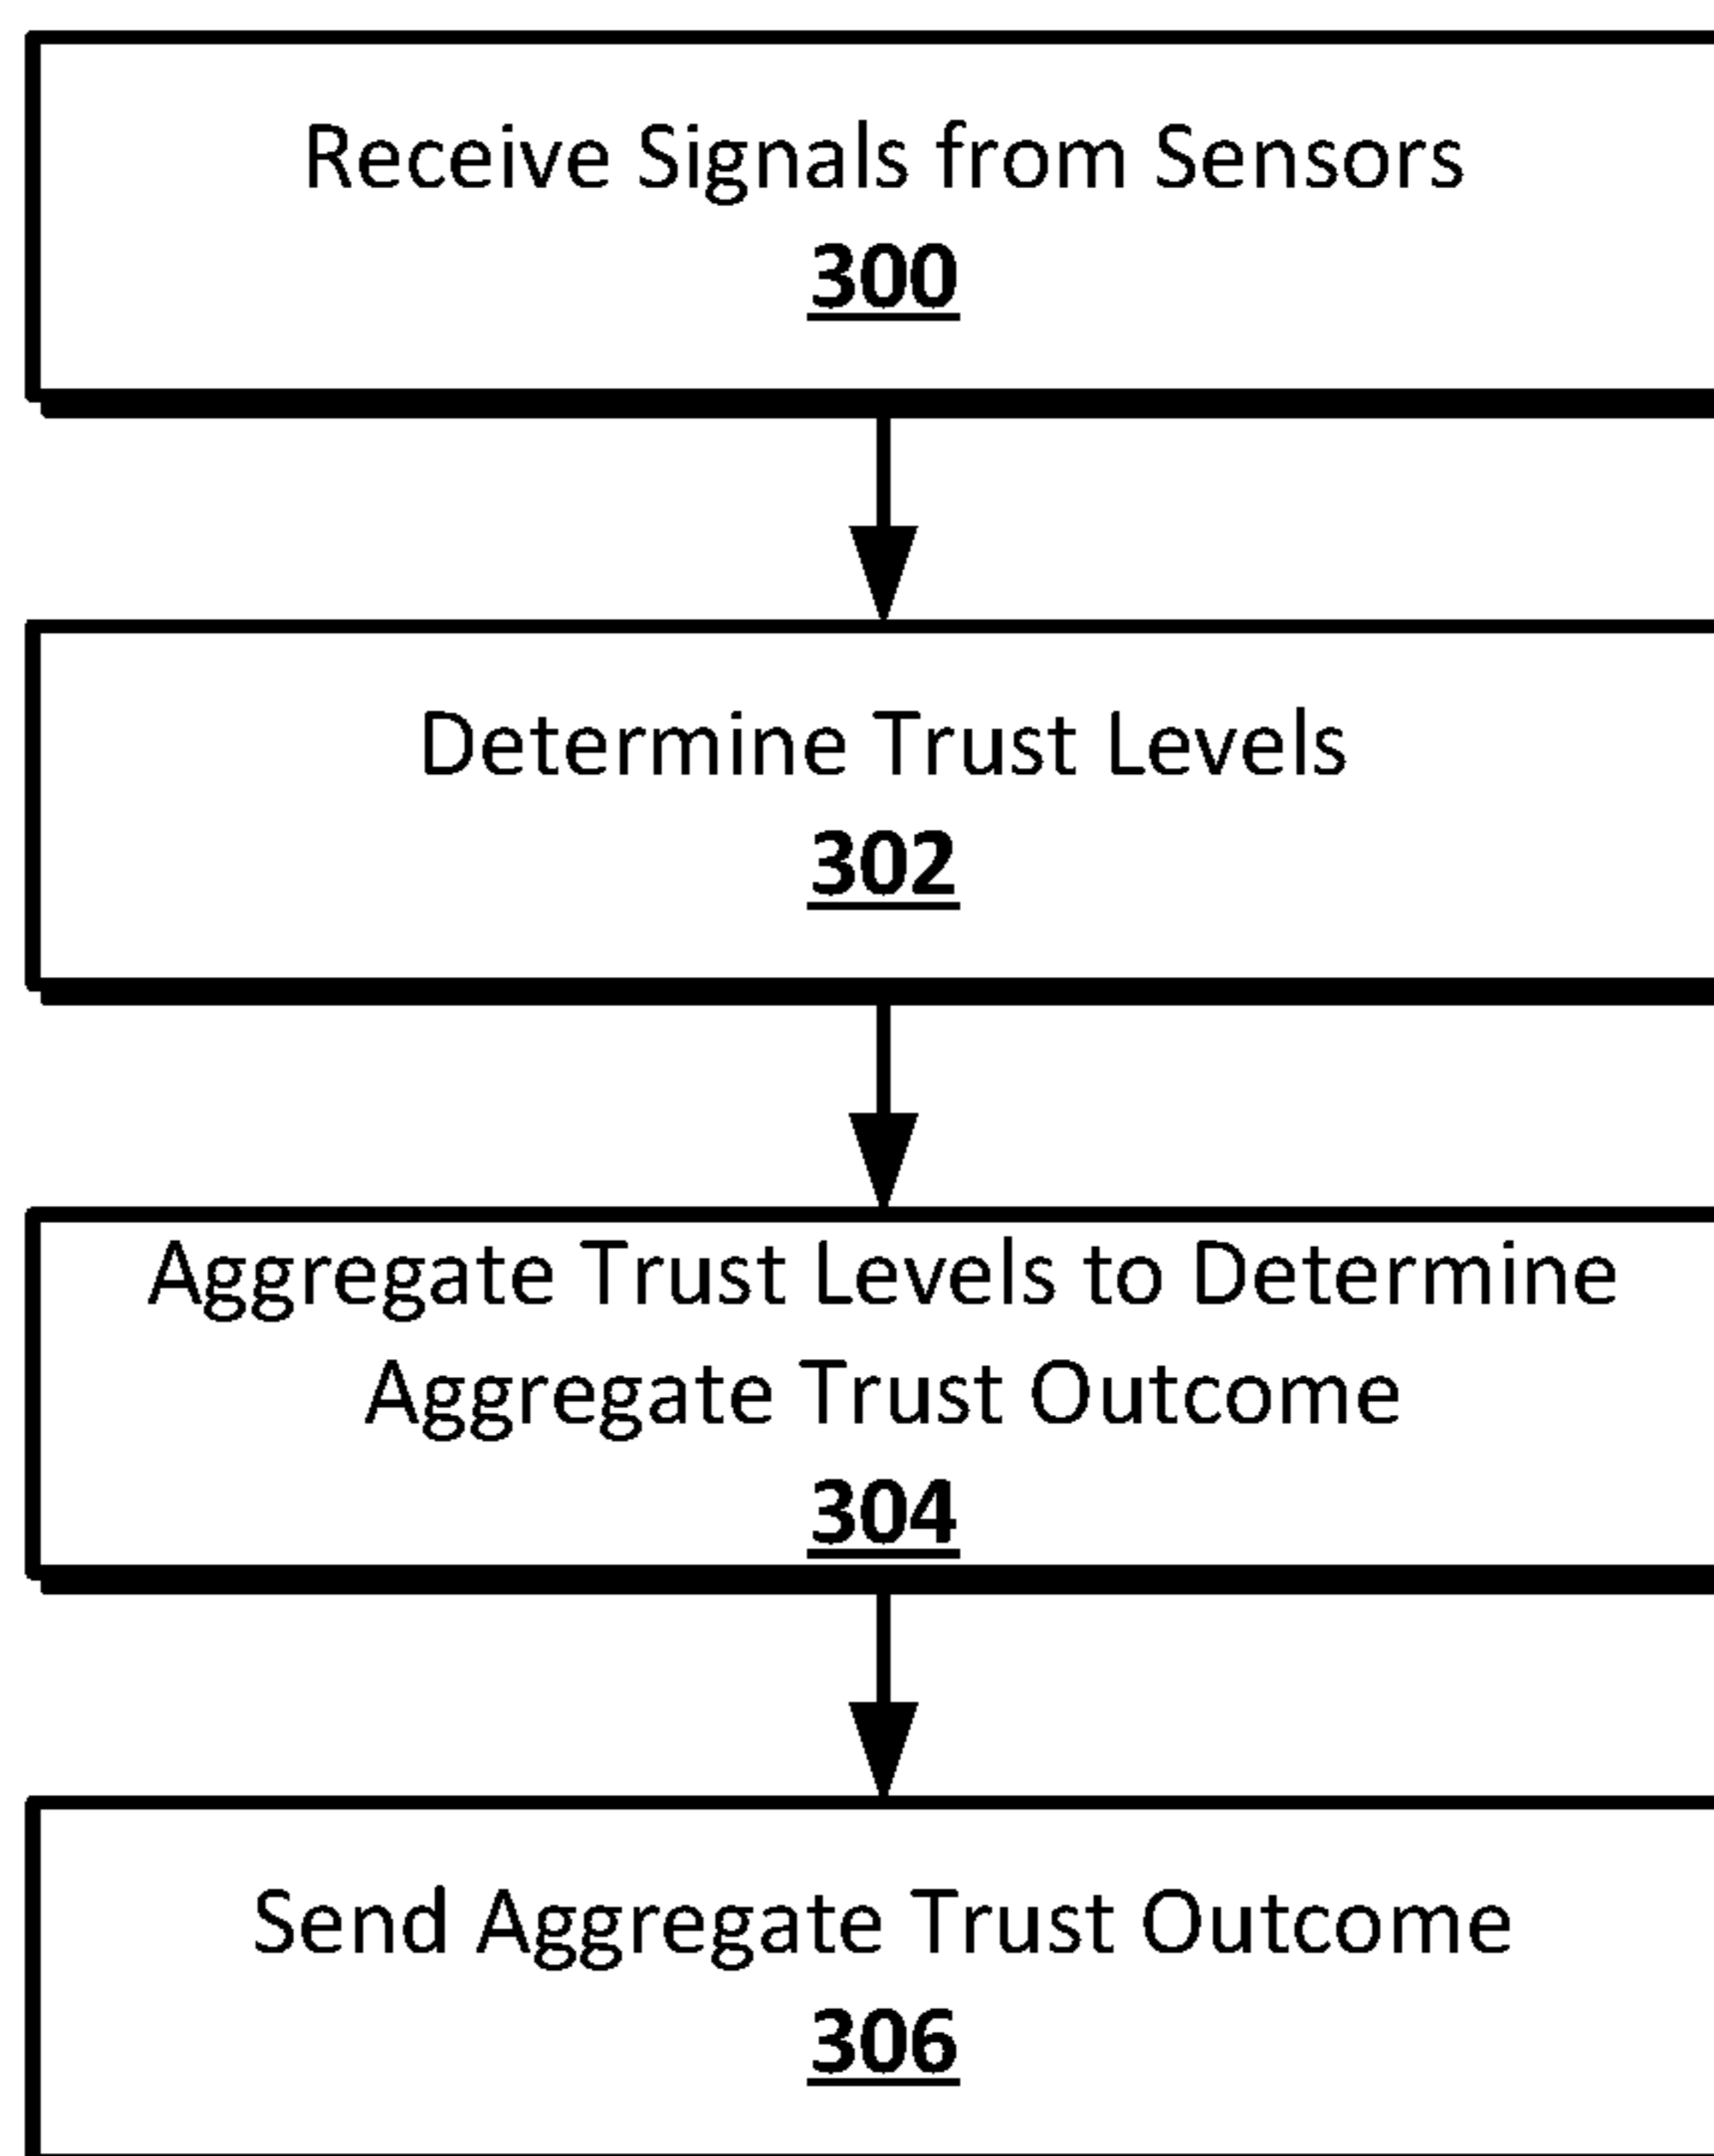 Receive Signals from Sensors
300
Determine Trust Levels
302
Aggregate Trust Levels to Determine
Aggregate Trust Outcome
304
Send Aggregate Trust Outcome
306